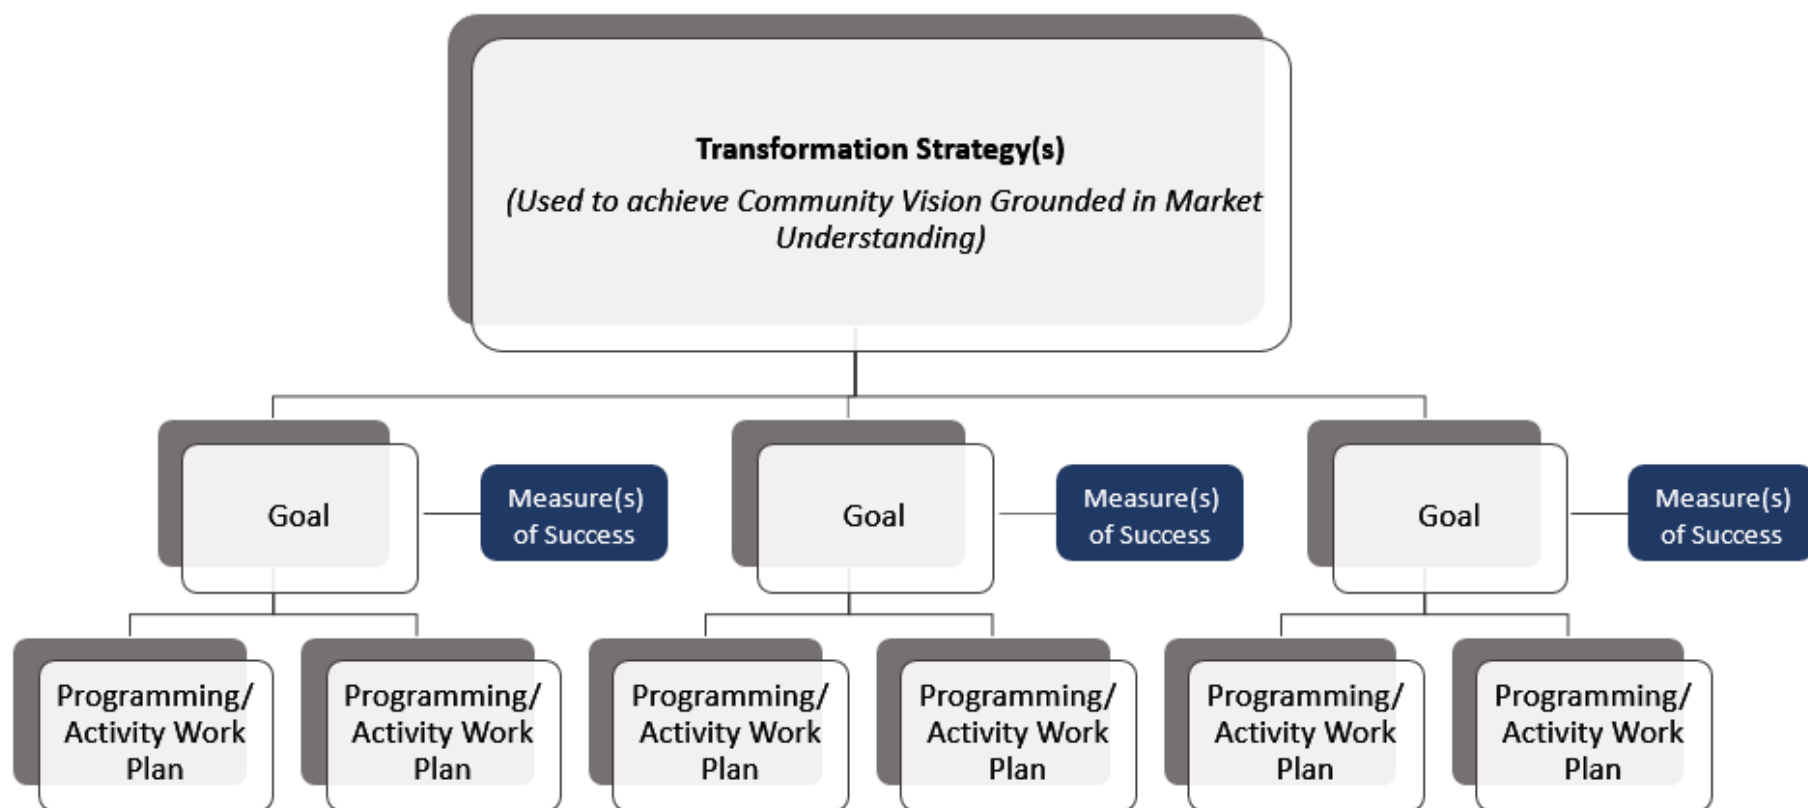 Transformation Strategy(s)
(Used to achieve Community Vision Grounded in Market
Understanding)
Goal
Measure(s)
of Success
Goal
Measure(s)
of Success
Goal
Measure(s)
of Success
Programming/
Activity Work
Plan
Programming/
Activity Work
Plan
Programming/
Activity Work
Plan
Programming/
Activity Work
Plan
Programming/
Activity Work
Plan
Programming/
Activity Work
Plan